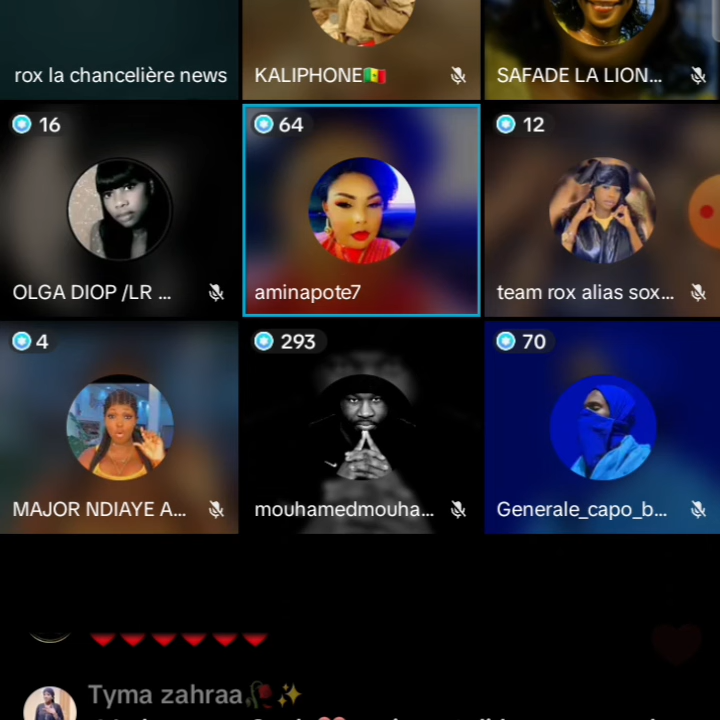 rox la chancelière news
KALIPHONE🇸🇳
SAFADE LA LION...
16
64
12
OLGA DIOP /LR ...
aminapote7
team rox alias sox...
4
293
70
MAJOR NDIAYE A...
mouhamedmouha...
Generale_capo_b...
Tyma zahraa🥀✨